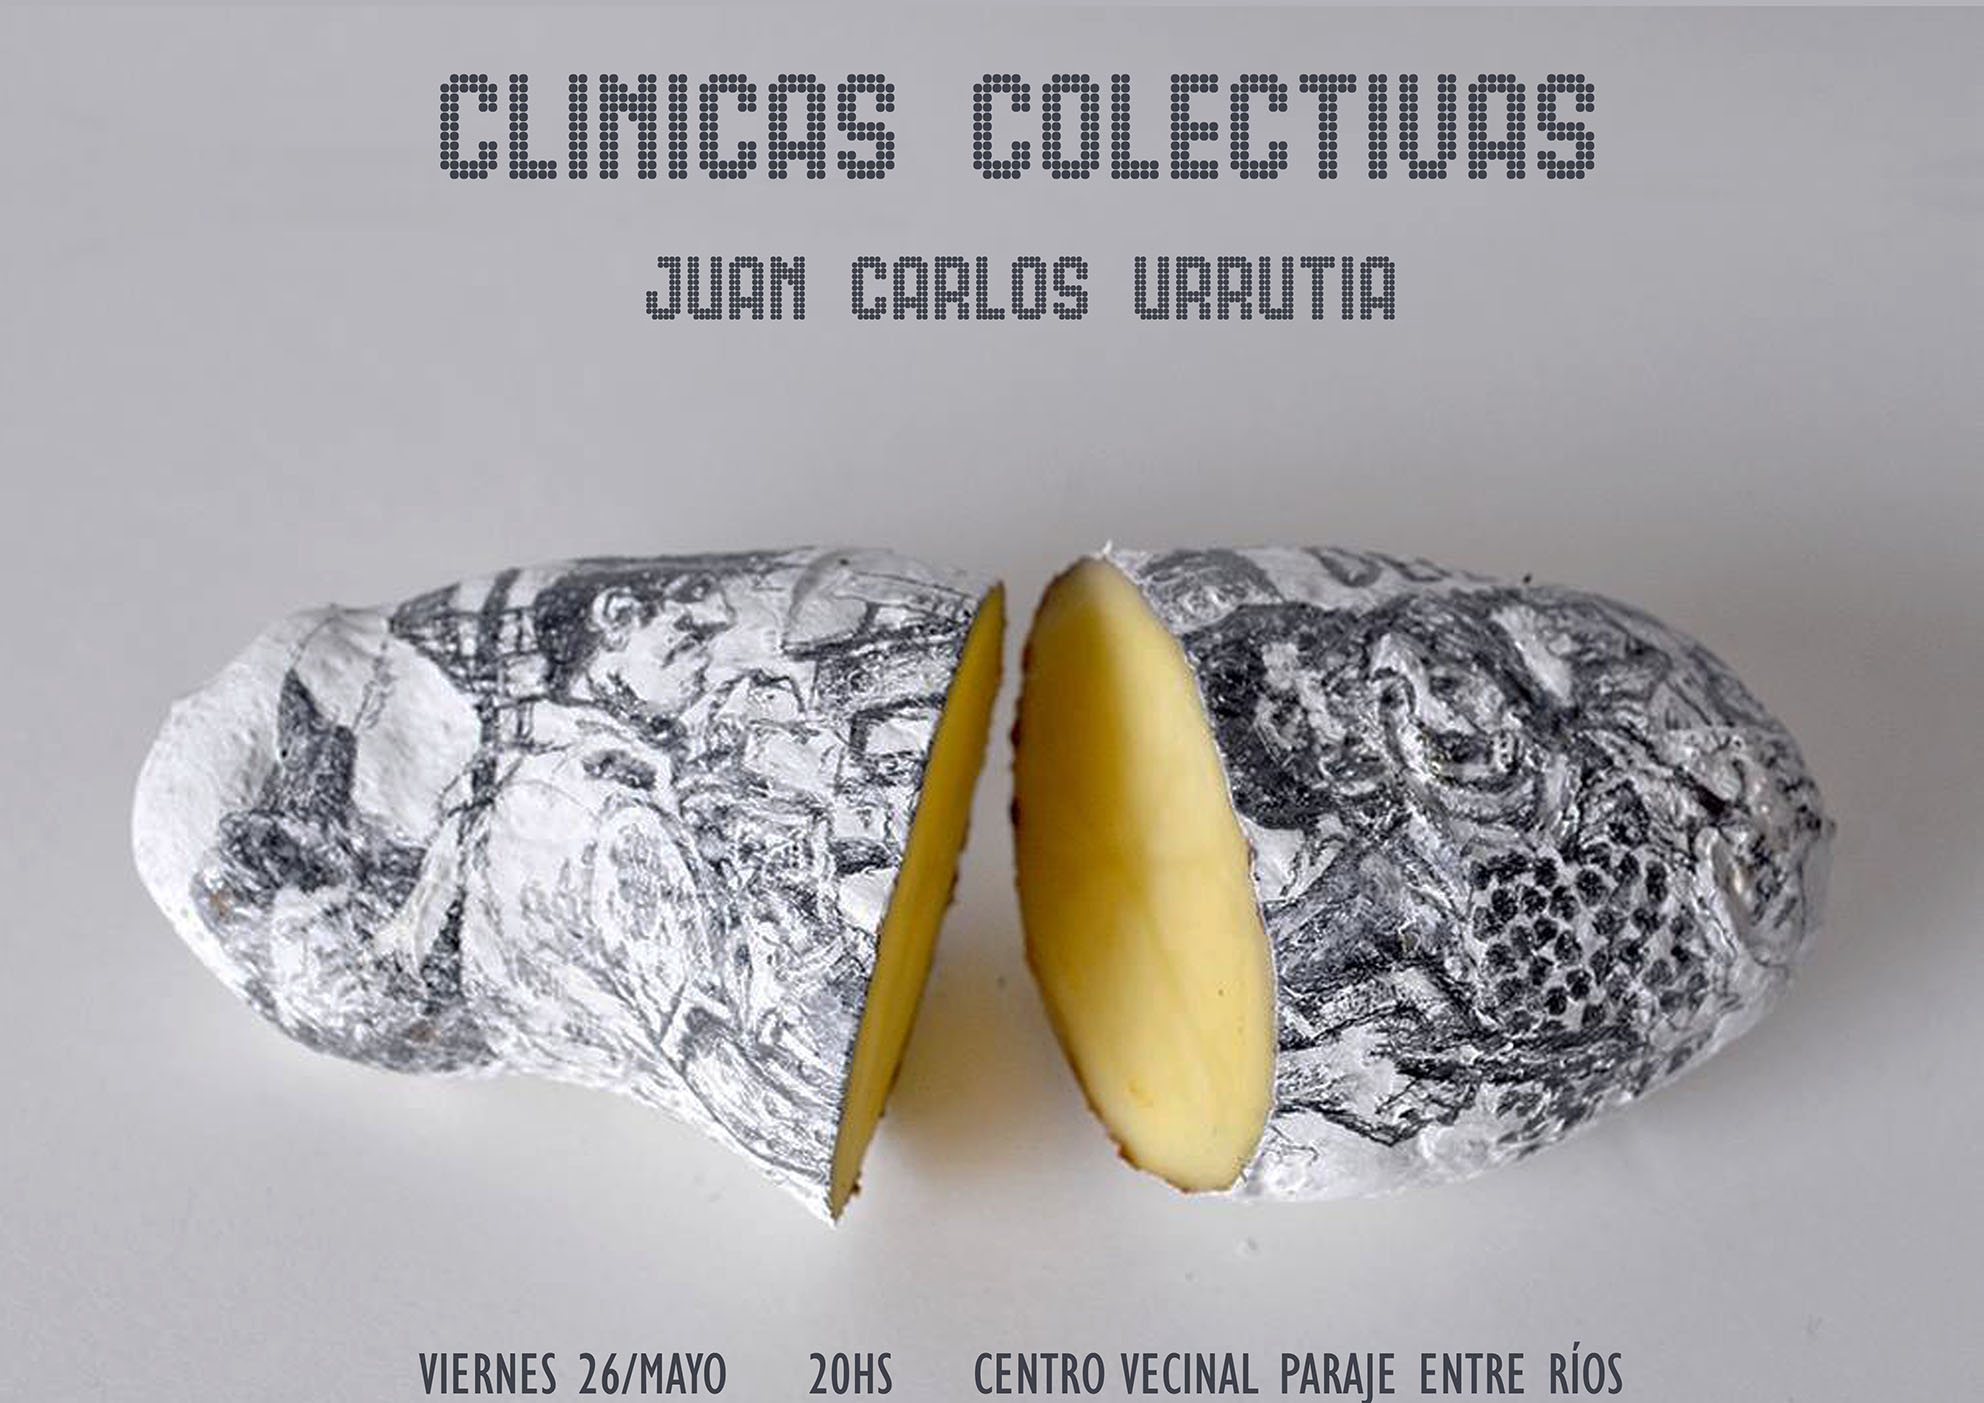 CLINICAS COLECTIVAS
JUAN CARLOS URRUTIA
VIERNES 26/MAYO 20HS CENTRO VECINAL PARAJE ENTRE RÍOS